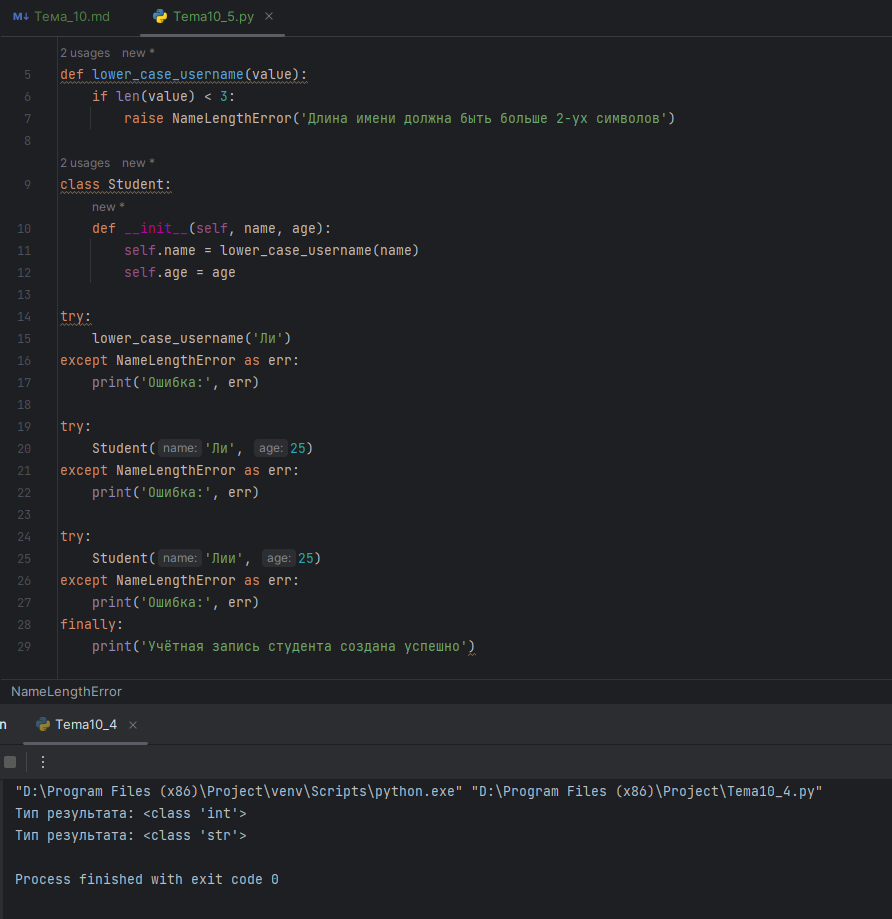 M↓ Тема_10.md Tema10_5.py ×
2 usages new *
5 def lower_case_username(value):
6 if len(value) < 3:
7 raise NameLengthError('Длина имени должна быть больше 2-ух символов')
8
2 usages new *
9 class Student:
new *
10 def __init__(self, name, age):
11 self.name = lower_case_username(name)
12 self.age = age
13
14 try:
15 lower_case_username('Ли')
16 except NameLengthError as err:
17 print('Ошибка:', err)
18
19 try:
20 Student( name: 'Ли', age: 25)
21 except NameLengthError as err:
22 print('Ошибка:', err)
23
24 try:
25 Student( name: 'Лии', age: 25)
26 except NameLengthError as err:
27 print('Ошибка:', err)
28 finally:
29 print('Учётная запись студента создана успешно')
NameLengthError
n Tema10_4 ×
"D:\Program Files (x86)\Project\venv\Scripts\python.exe" "D:\Program Files (x86)\Project\Tema10_4.py"
Тип результата: <class 'int'>
Тип результата: <class 'str'>
Process finished with exit code 0